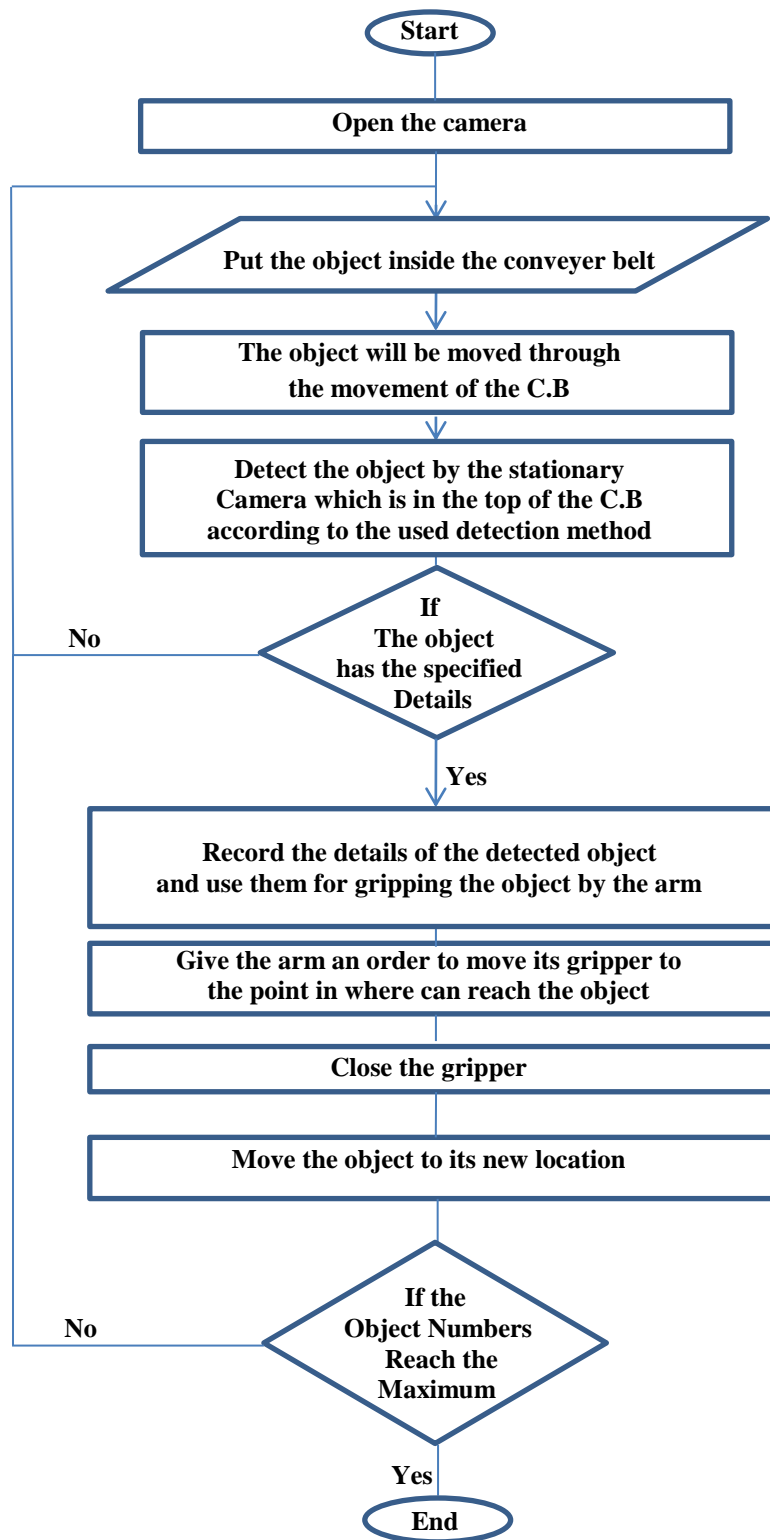 Start
Open the camera
Put the object inside the conveyer belt
The object will be moved through
the movement of the C.B
Detect the object by the stationary
Camera which is in the top of the C.B
according to the used detection method
If
The object
has the specified
Details
No
Yes
Record the details of the detected object
and use them for gripping the object by the arm
Give the arm an order to move its gripper to
the point in where can reach the object
Close the gripper
Move the object to its new location
If the
Object Numbers
Reach the
Maximum
No
Yes
End